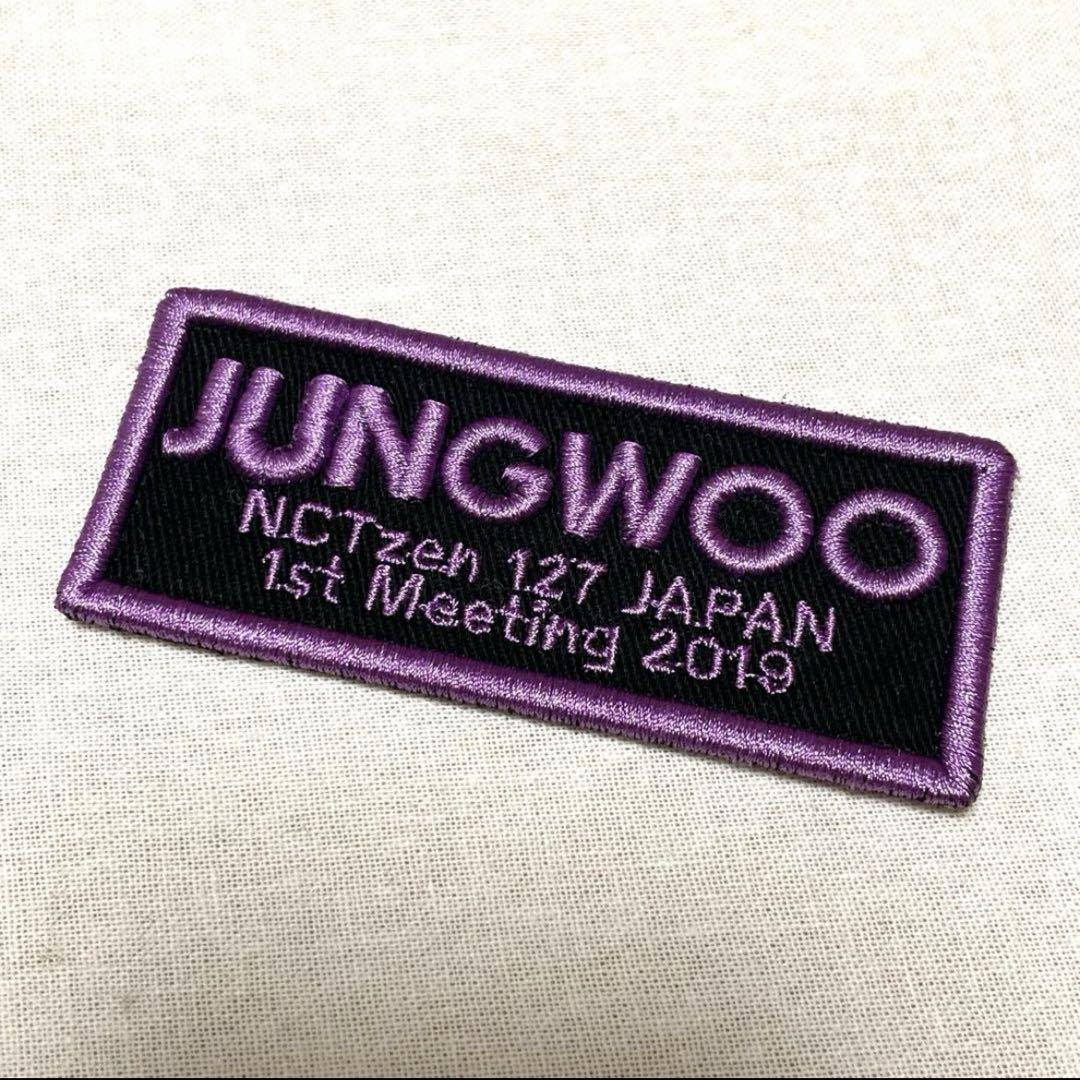 JUNGWOO
NCTzen 127 JAPAN
1st Meeting 2019